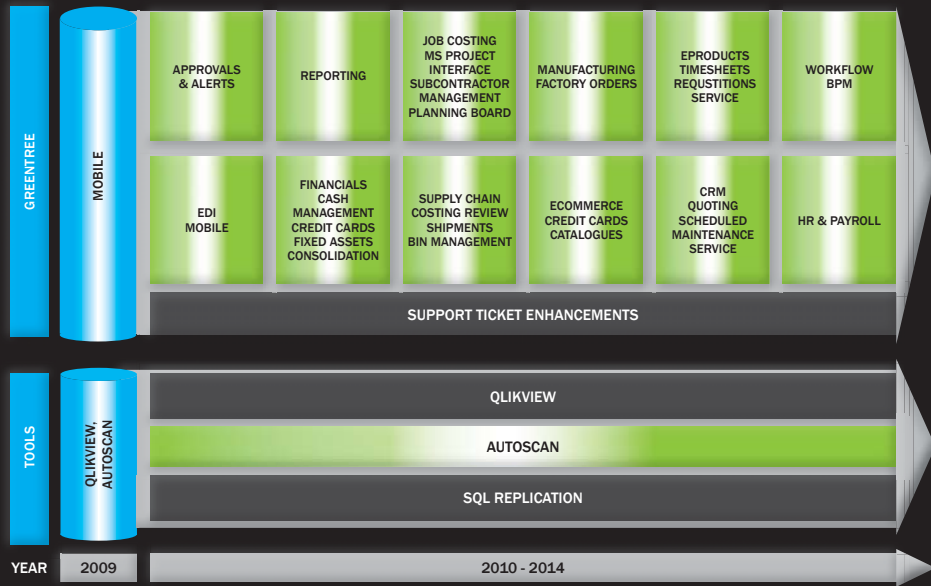 GREENTREE
MOBILE
APPROVALS
& ALERTS
REPORTING
JOB COSTING
MS PROJECT
INTERFACE
SUBCONTRACTOR
MANAGEMENT
PLANNING BOARD
MANUFACTURING
FACTORY ORDERS
EPRODUCTS
TIMESHEETS
REQUSTITIONS
SERVICE
WORKFLOW
BPM
EDI
MOBILE
FINANCIALS
CASH
MANAGEMENT
CREDIT CARDS
FIXED ASSETS
CONSOLIDATION
SUPPLY CHAIN
COSTING REVIEW
SHIPMENTS
BIN MANAGEMENT
ECOMMERCE
CREDIT CARDS
CATALOGUES
CRM
QUOTING
SCHEDULED
MAINTENANCE
SERVICE
HR & PAYROLL
SUPPORT TICKET ENHANCEMENTS
TOOLS
QLIKVIEW,
AUTOSCAN
QLIKVIEW
AUTOSCAN
SQL REPLICATION
YEAR
2009
2010 - 2014